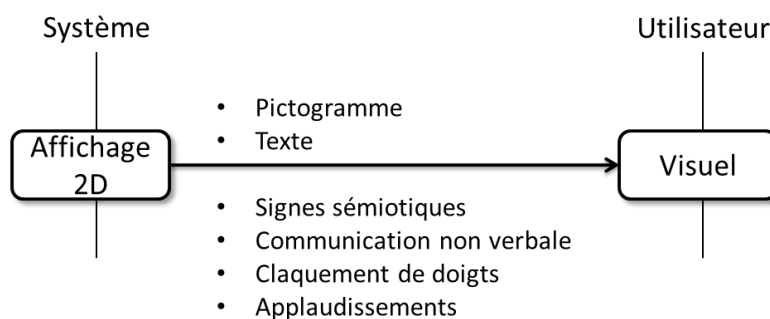 Système
Utilisateur
• Pictogramme
• Texte
Affichage
2D
Visuel
• Signes sémiotiques
• Communication non verbale
• Claquement de doigts
• Applaudissements